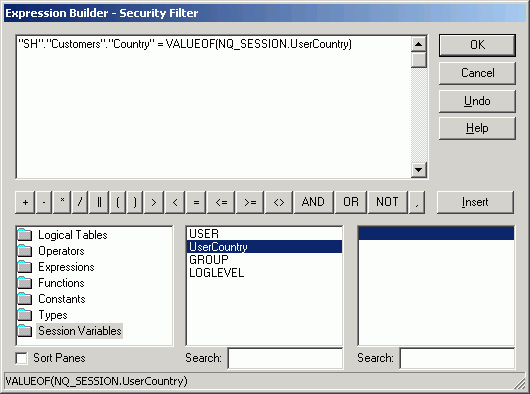 Expression Builder - Security Filter
"SH"."Customers"."Country" = VALUEOF(NQ_SESSION.UserCountry)
OK
Cancel
Undo
Help
+ - * / || ( ) > < = <= >= <> AND OR NOT , Insert
Logical Tables
Operators
Expressions
Functions
Constants
Types
Session Variables
USER
UserCountry
GROUP
LOGLEVEL
Sort Panes Search: Search:
VALUEOF(NQ_SESSION.UserCountry)